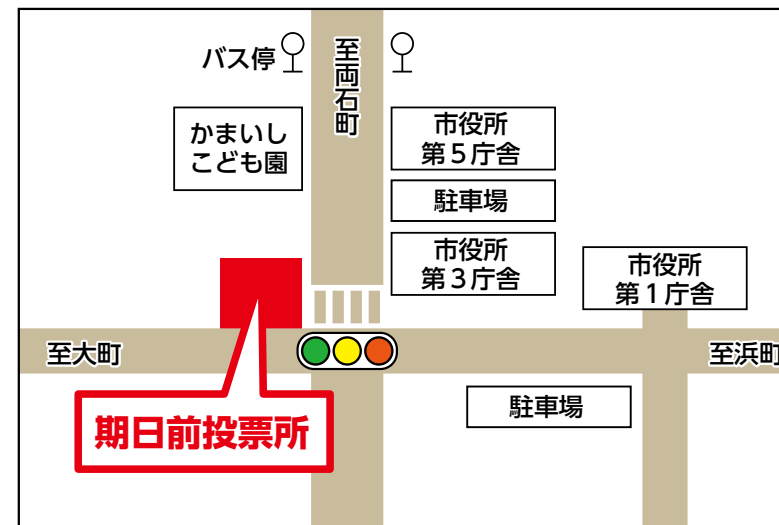 バス停
至両石町
かまいし
こども園
市役所
第5庁舎
駐車場
市役所
第3庁舎
市役所
第1庁舎
至大町
至浜町
駐車場
期日前投票所